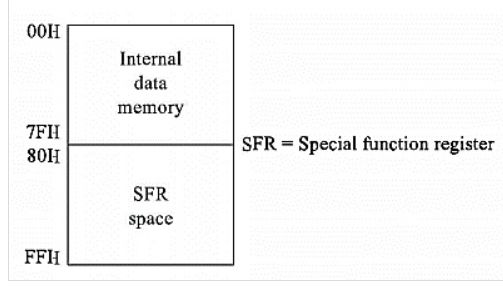 00H
Internal
data
memory
7FH
80H
SFR = Special function register
SFR
space
FFH